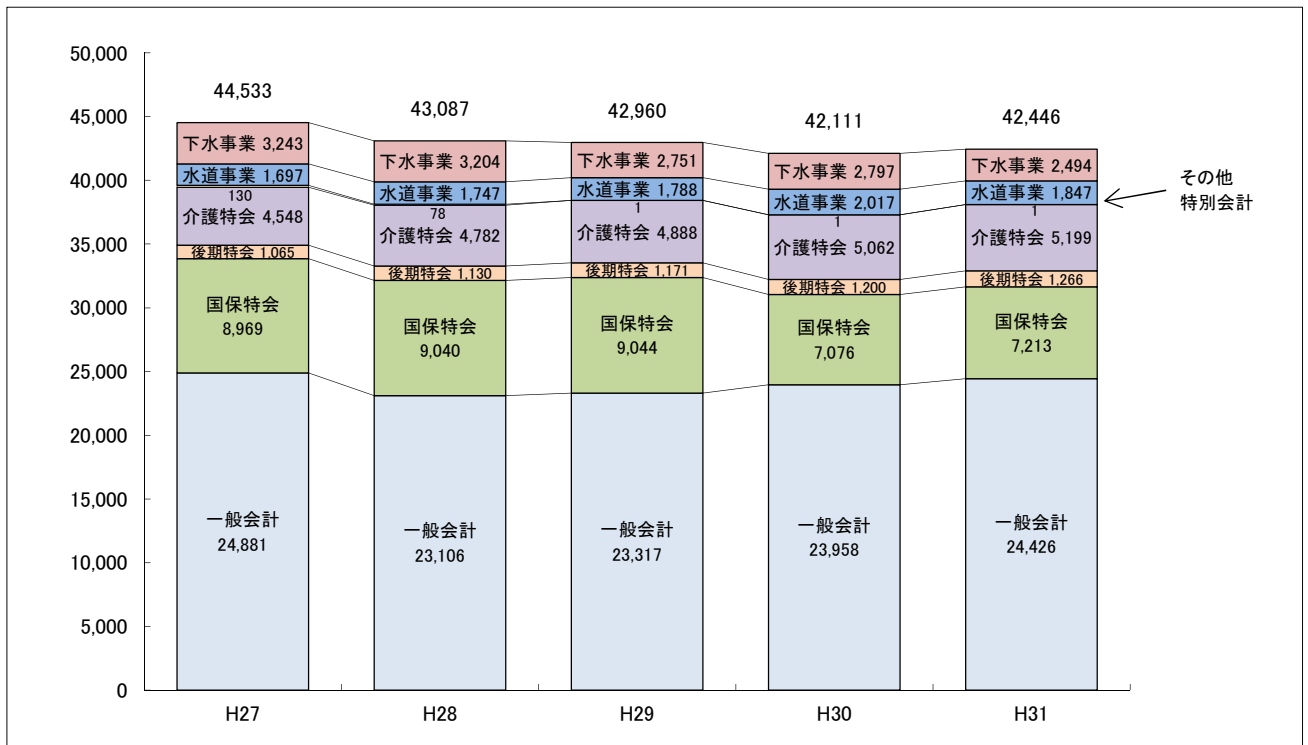 50,000
45,000
40,000
35,000
30,000
25,000
20,000
15,000
10,000
5,000
0
44,533
下水事業 3,243
水道事業 1,697
130
介護特会 4,548
後期特会 1,065
国保特会
8,969
一般会計
24,881
H27
43,087
下水事業 3,204
水道事業 1,747
78
介護特会 4,782
後期特会 1,130
国保特会
9,040
一般会計
23,106
H28
42,960
下水事業 2,751
水道事業 1,788
1
介護特会 4,888
後期特会 1,171
国保特会
9,044
一般会計
23,317
H29
42,111
下水事業 2,797
水道事業 2,017
1
介護特会 5,062
後期特会 1,200
国保特会
7,076
一般会計
23,958
H30
42,446
下水事業 2,494
水道事業 1,847
1
介護特会 5,199
後期特会 1,266
国保特会
7,213
一般会計
24,426
H31
その他
特別会計